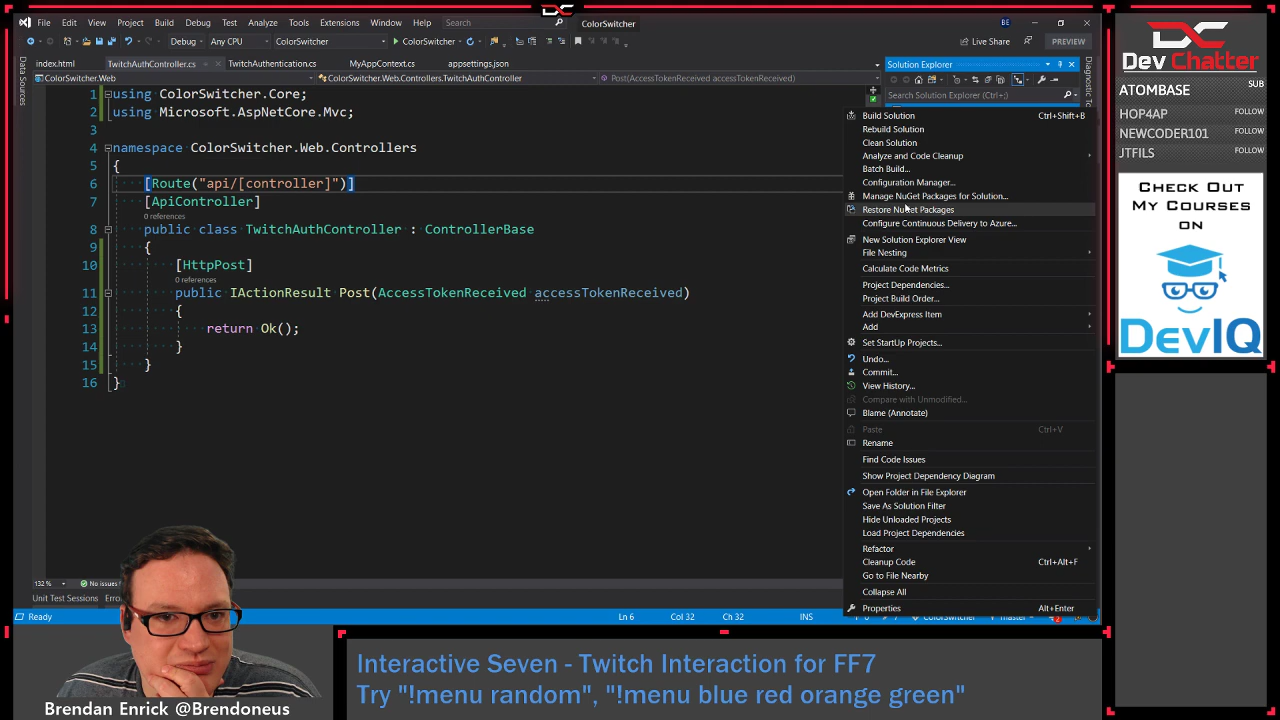 File Edit View Project Build Debug Analyze Tools Extensions Window Help Search ColorSwitcher BE
Debug Any CPU ColorSwitcher ColorSwitcher Live Share PREVIEW
index.html TwitchAuthController.cs TwitchAuthentication.cs MyAppContext.cs appsettings.json
ColorSwitcher.Web ColorSwitcher.Web.Controllers.TwitchAuthController Post(AccessTokenReceived accessTokenReceived)
Data Sources
1 using ColorSwitcher.Core;
2 using Microsoft.AspNetCore.Mvc;
3
4 namespace ColorSwitcher.Web.Controllers
5 {
6 [Route("api/[controller]")]
7 [ApiController]
0 references
8 public class TwitchAuthController : ControllerBase
9 {
10 [HttpPost]
0 references
11 public IActionResult Post(AccessTokenReceived accessTokenReceived)
12 {
13 return Ok();
14 }
15 }
16 }
132 % No issues
Unit Test Sessions
Ready Ln 6 Col 32 Ch 32 INS ColorSwitcher master 2
Solution Explorer
Search Solution Explorer (Ctrl+;)
Build Solution Ctrl+Shift+B
Rebuild Solution
Clean Solution
Analyze and Code Cleanup
Batch Build...
Configuration Manager...
Manage NuGet Packages for Solution...
Restore NuGet Packages
Configure Continuous Delivery to Azure...
New Solution Explorer View
File Nesting
Calculate Code Metrics
Project Dependencies...
Project Build Order...
Add DevExpress Item
Add
Set StartUp Projects...
Undo...
Commit...
View History...
Compare with Unmodified...
Blame (Annotate)
Paste Ctrl+V
Rename
Find Code Issues
Show Project Dependency Diagram
Open Folder in File Explorer
Save As Solution Filter
Hide Unloaded Projects
Load Project Dependencies
Refactor
Cleanup Code Ctrl+Alt+F
Go to File Nearby
Collapse All
Properties Alt+Enter
Dev Chatter
ATOMBASE SUB
HOP4AP FOLLOW
NEWCODER101 FOLLOW
JTFILS FOLLOW
Check Out
My Courses
on
DevIQ
Brendan Enrick @Brendoneus
Interactive Seven - Twitch Interaction for FF7
Try "!menu random", "!menu blue red orange green"